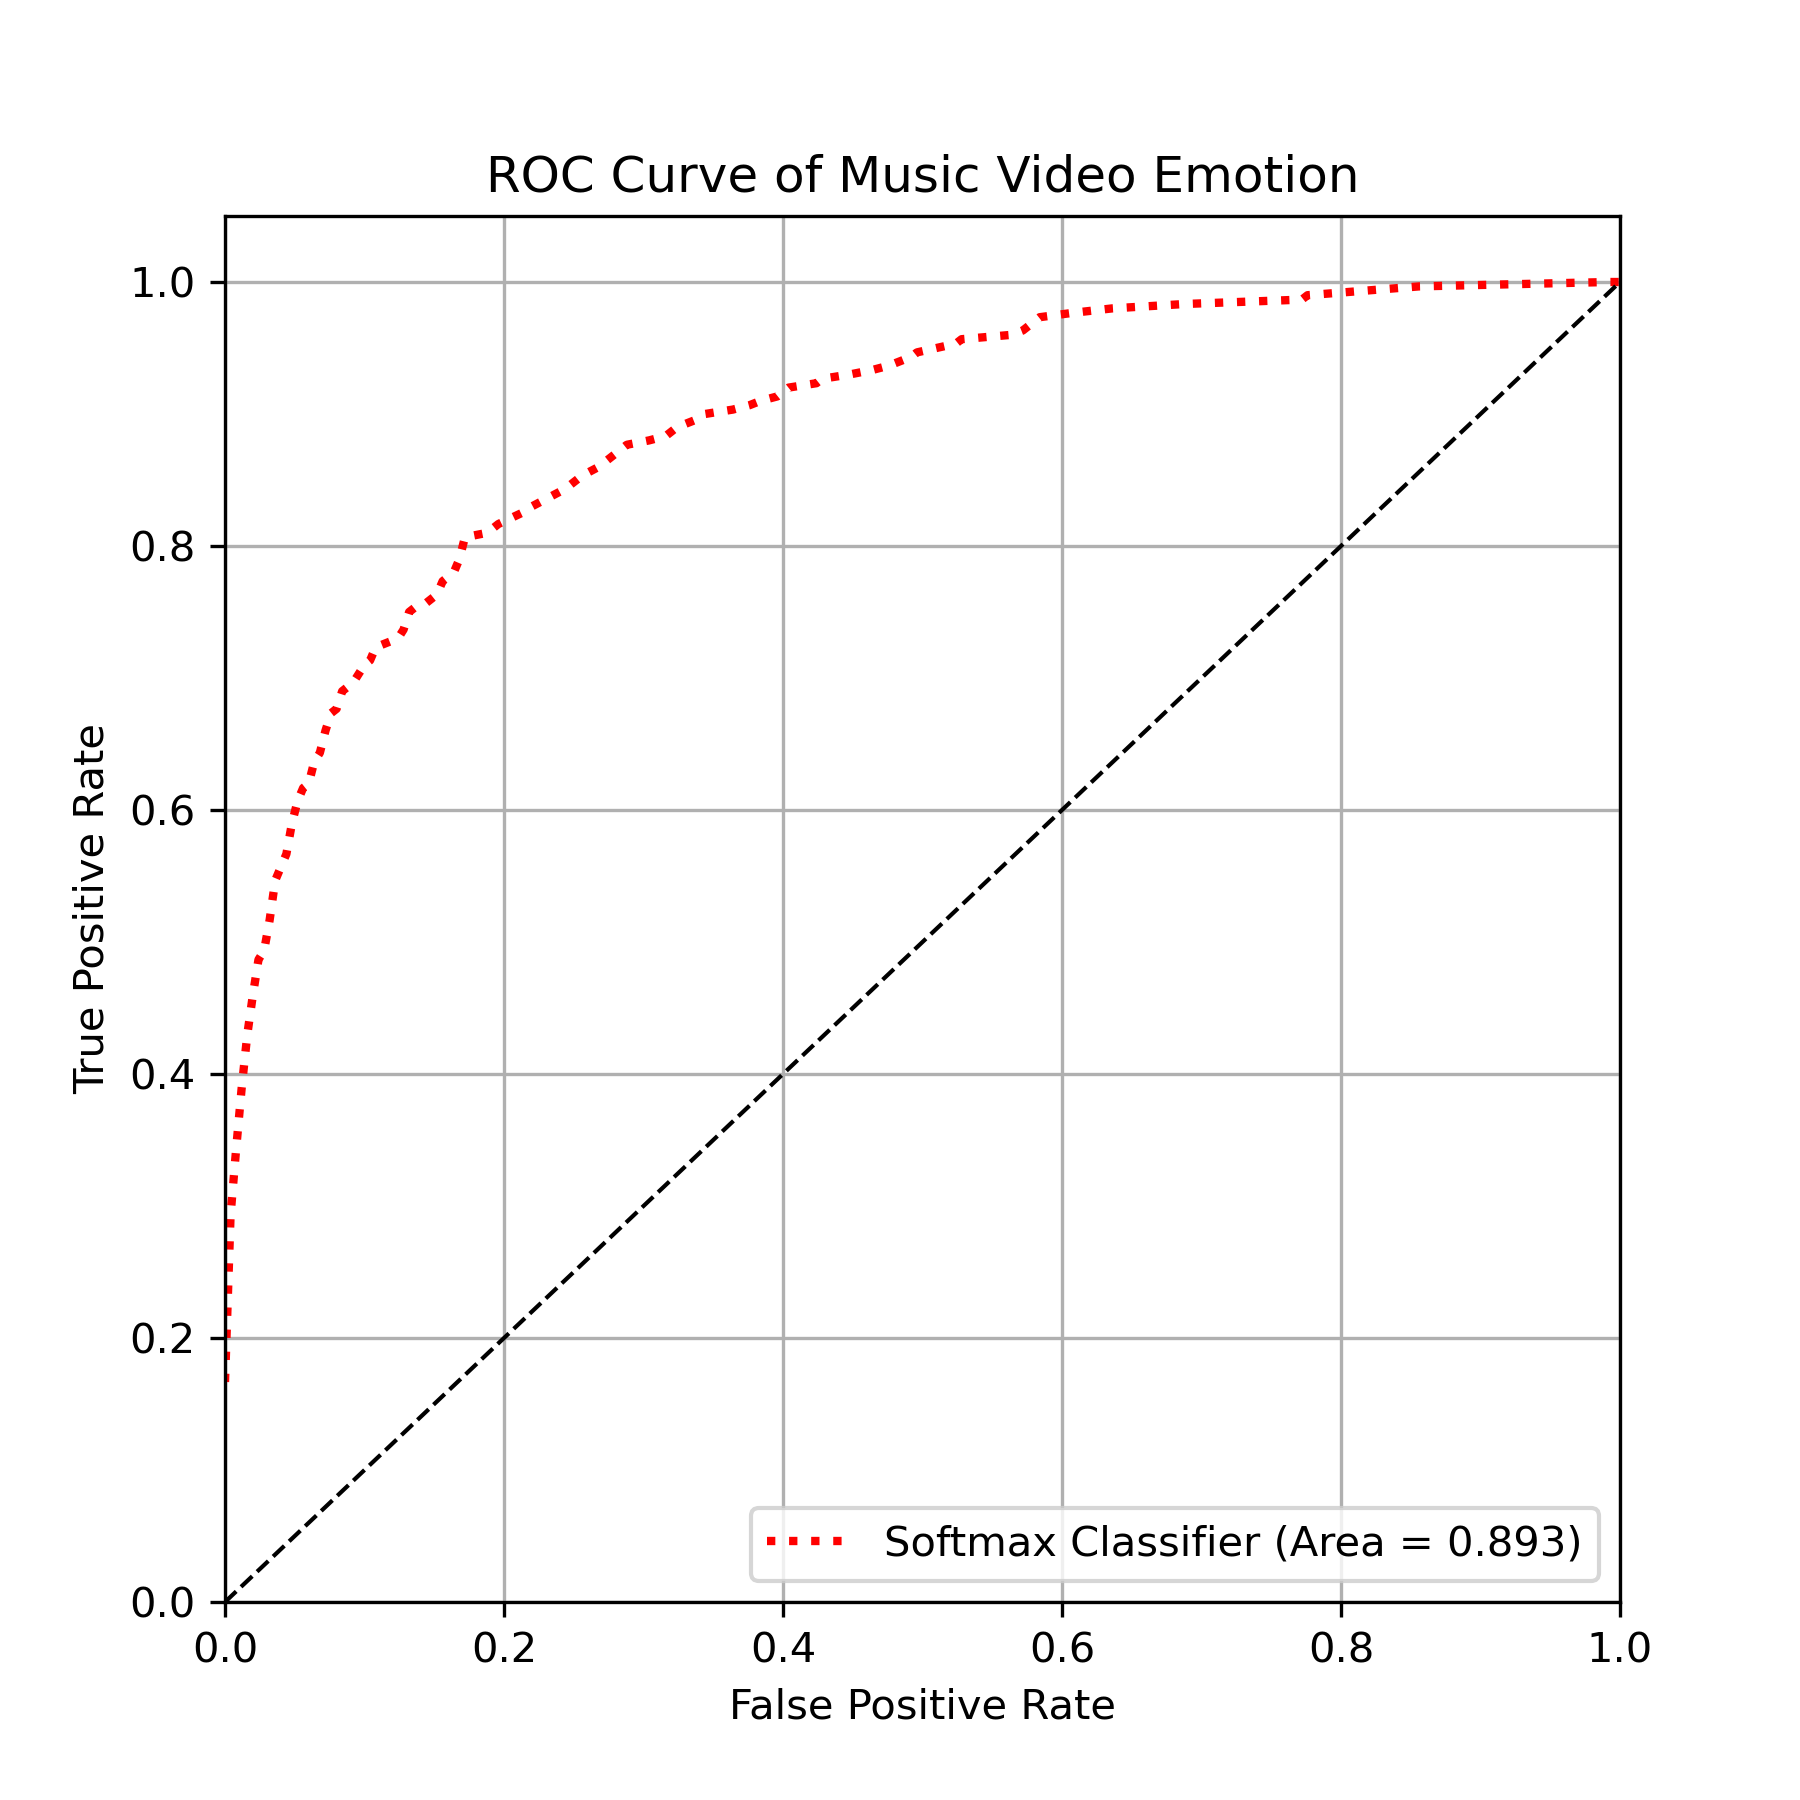 ROC Curve of Music Video Emotion
True Positive Rate
1.0
0.8
0.6
0.4
0.2
0.0
Softmax Classifier (Area = 0.893)
0.0 0.2 0.4 0.6 0.8 1.0
False Positive Rate